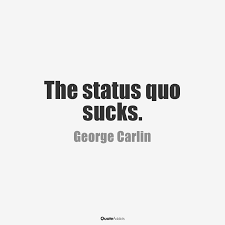 The status quo
sucks.
George Carlin